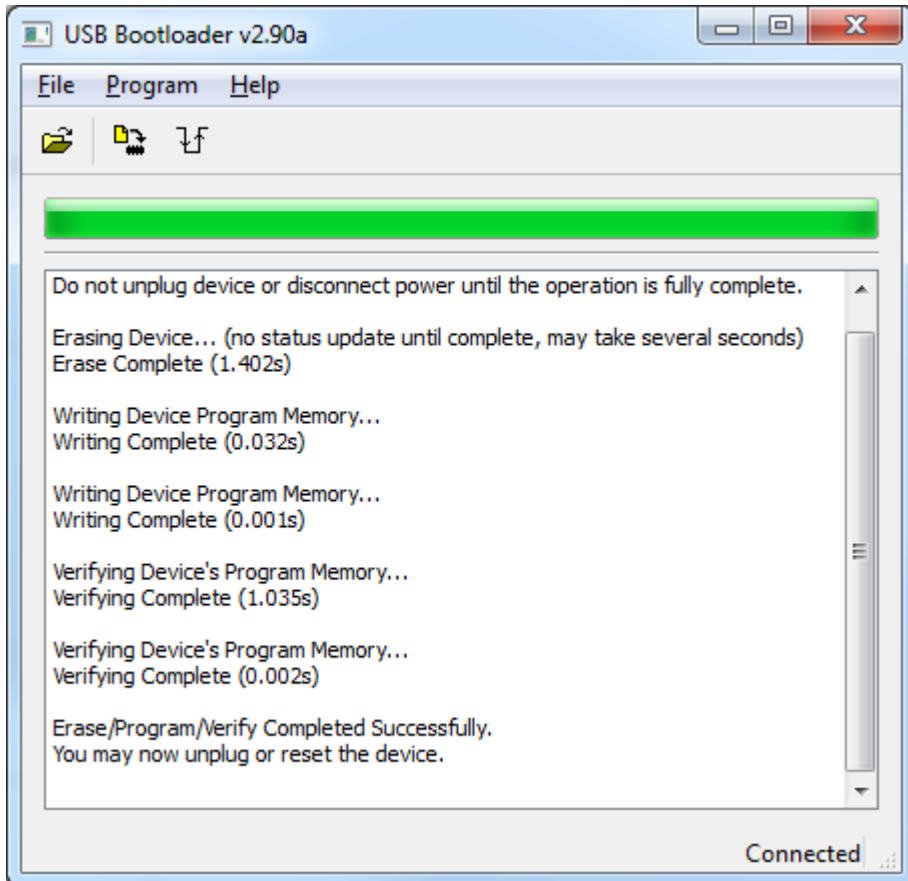 USB Bootloader v2.90a
File Program Help
Do not unplug device or disconnect power until the operation is fully complete.
Erasing Device... (no status update until complete, may take several seconds)
Erase Complete (1.402s)
Writing Device Program Memory...
Writing Complete (0.032s)
Writing Device Program Memory...
Writing Complete (0.001s)
Verifying Device's Program Memory...
Verifying Complete (1.035s)
Verifying Device's Program Memory...
Verifying Complete (0.002s)
Erase/Program/Verify Completed Successfully.
You may now unplug or reset the device.
Connected